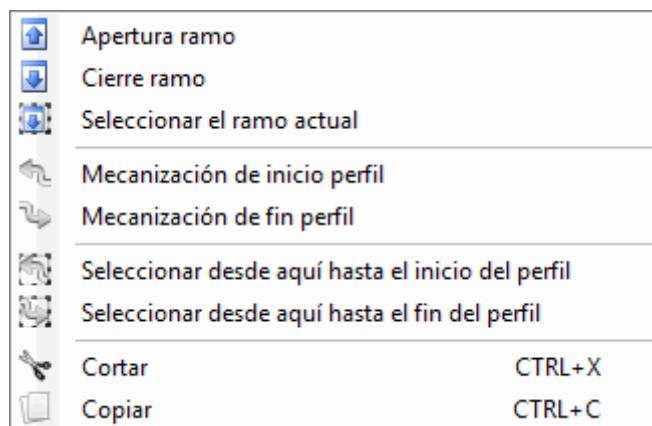 Apertura ramo
Cierre ramo
Seleccionar el ramo actual
Mecanización de inicio perfil
Mecanización de fin perfil
Seleccionar desde aquí hasta el inicio del perfil
Seleccionar desde aquí hasta el fin del perfil
Cortar CTRL+X
Copiar CTRL+C